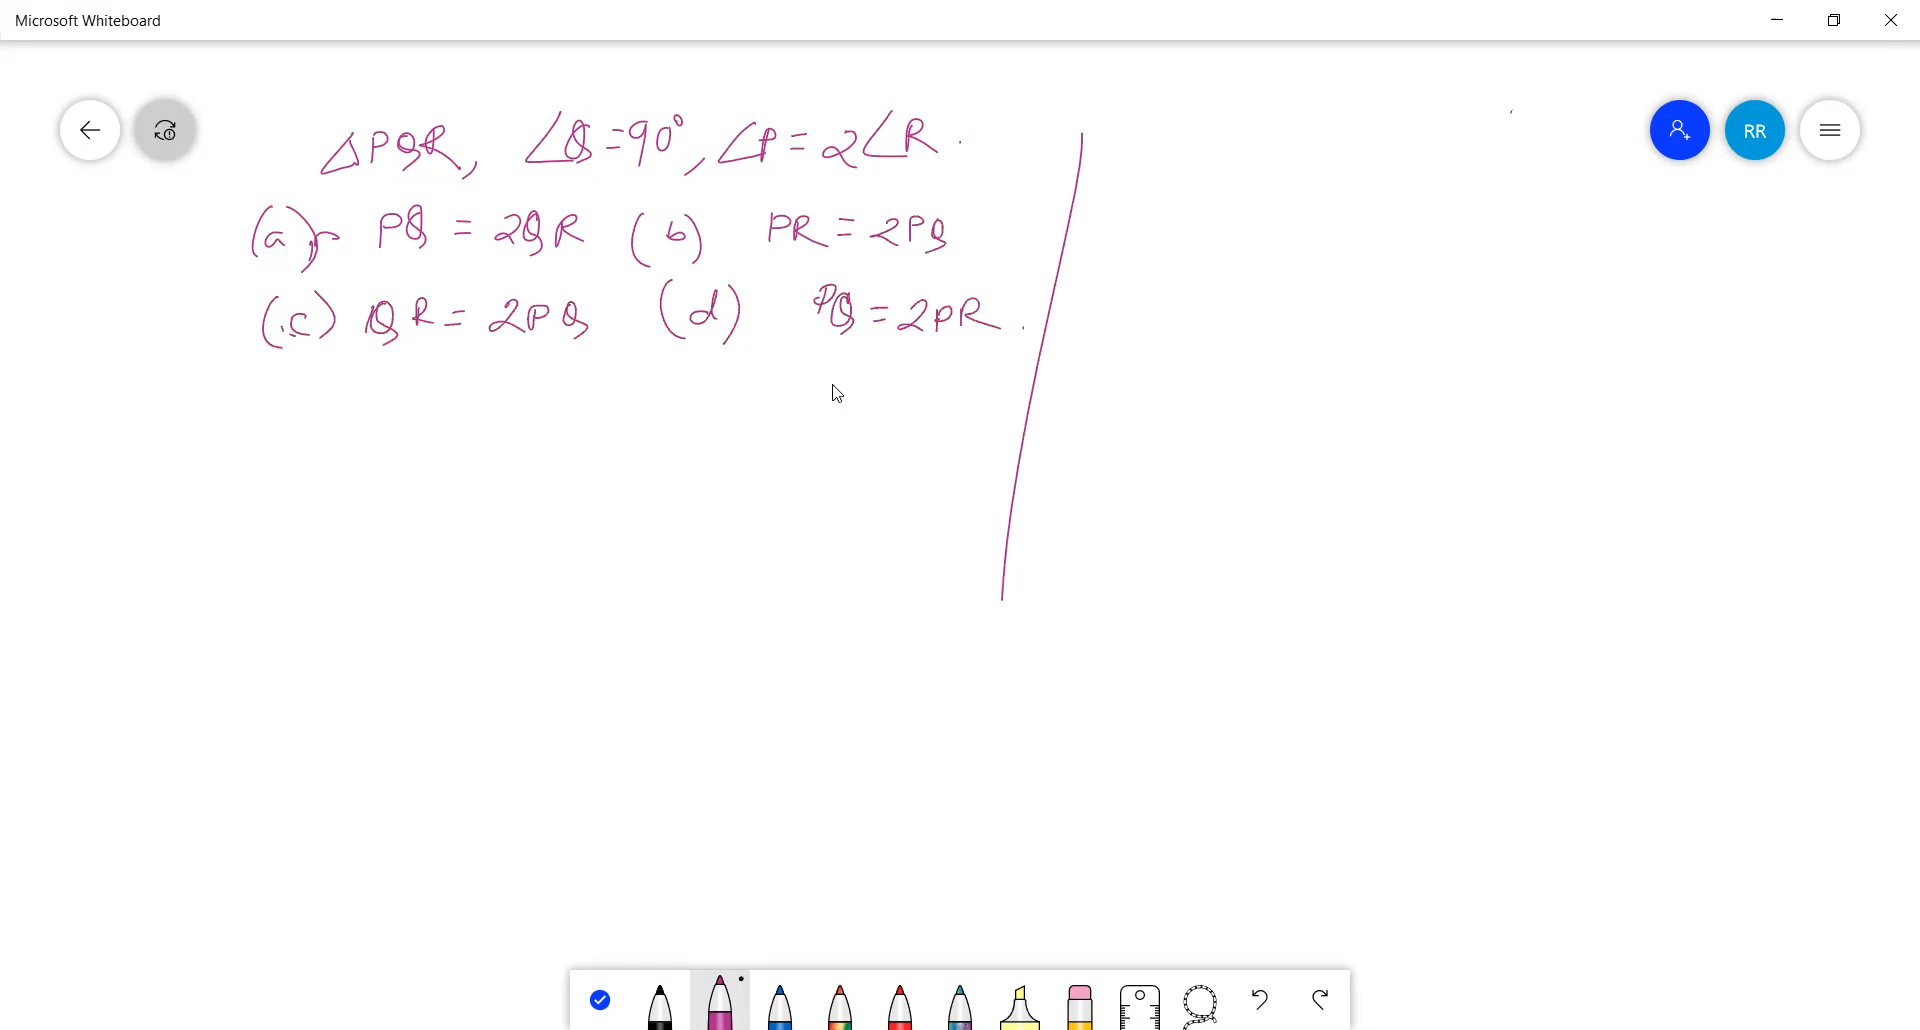 Microsoft Whiteboard
RR
△PQR, ∠Q = 90°, ∠P = 2∠R.
(a) PQ = 2QR (b) PR = 2PQ
(c) QR = 2PQ (d) PQ = 2PR.